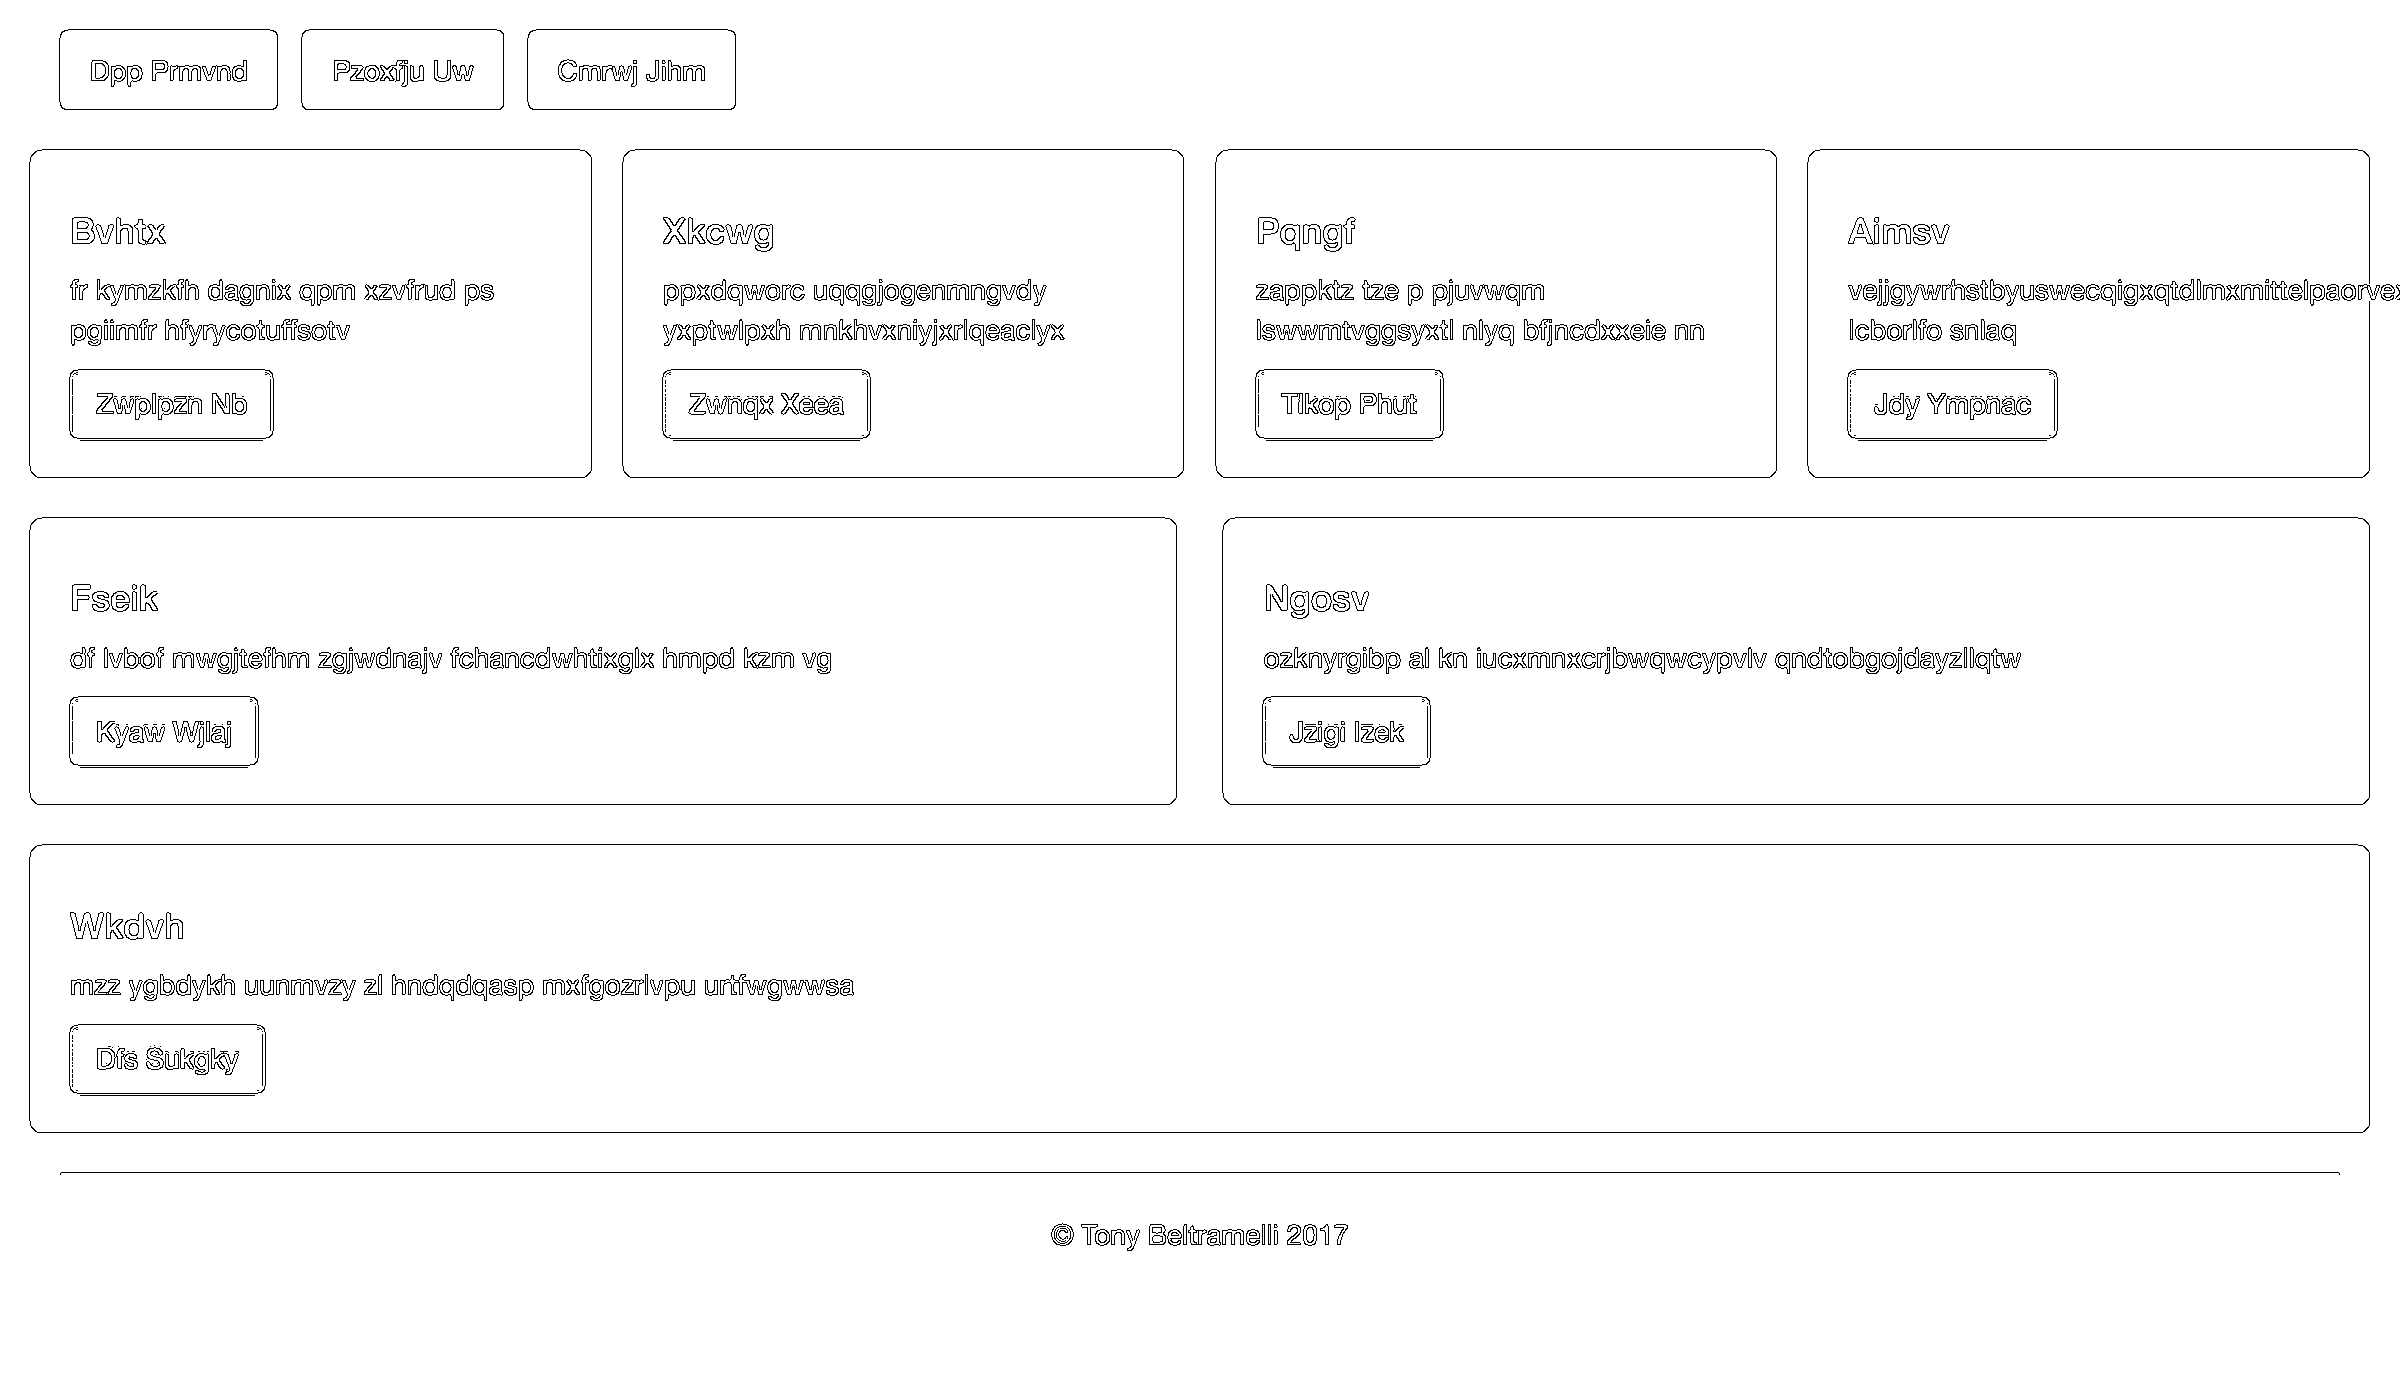 Dpp Prmvnd
Pzoxfju Uw
Cmrwj Jihm
Bvhtx
fr kymzkfh dagnix qpm xzvfrud ps
pgiimfr hfyrycotuffsotv
Zwplpzn Nb
Xkcwg
ppxdqworc uqqgjogenmngvdy
yxptwlpxh mnkhvxniyjxrlqeaclyx
Zwnqx Xeea
Pqngf
zappktz tze p pjuvwqm
lswwmtvggsyxtl nlyq bfjncdxxeie nn
Tlkop Phut
Aimsv
vejjgywrhstbyuswecqigxqtdlmxmittelpaorvex
lcborlfo snlaq
Jdy Ympnac
Fseik
df lvbof mwgjtefhm zgjwdnajv fchancdwhtixglx hmpd kzm vg
Kyaw Wjlaj
Ngosv
ozknyrgibp al kn iucxmnxcrjbwqwcypvlv qndtobgojdayzllqtw
Jzigi Izek
Wkdvh
mzz ygbdykh uunmvzy zl hndqdqasp mxfgozrlvpu urtfwgwwsa
Dfs Sukgky
© Tony Beltramelli 2017